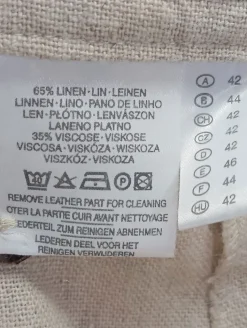 65% LINEN·LIN·LEINEN
LINNEN·LINO·PANO DE LINHO
LEN·PŁÓTNO·LENVÁSZON
LANENO PLATNO
35% VISCOSE·VISKOSE
VISCOSA·VISKÓZA·WISKOZA
VISZKÓZ·VISKOZA
REMOVE LEATHER PART FOR CLEANING
OTER LA PARTIE CUIR AVANT NETTOYAGE
LEDERTEIL ZUM REINIGEN ABNEHMEN
LEDEREN DEEL VOOR HET
REINIGEN VERWIJDEREN
A 42
B 44
CH 42
CZ 42
D 42
E 46
F 44
HU 42